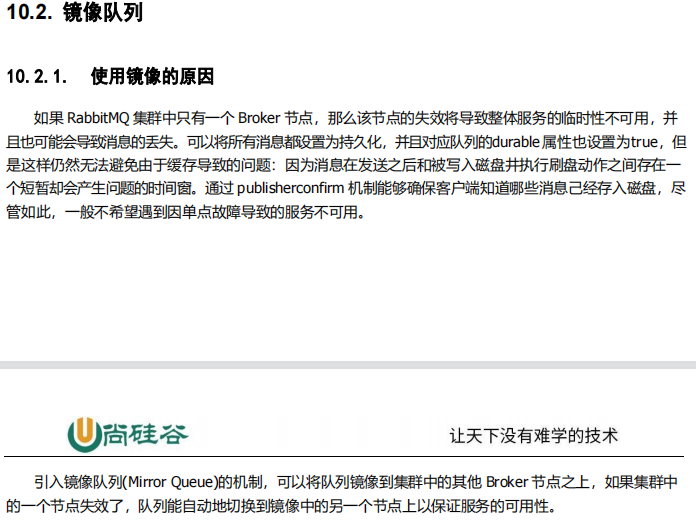 10.2. 镜像队列
10.2.1. 使用镜像的原因
如果 RabbitMQ 集群中只有一个 Broker 节点，那么该节点的失效将导致整体服务的临时性不可用，并
且也可能会导致消息的丢失。可以将所有消息都设置为持久化，并且对应队列的durable属性也设置为true，但
是这样仍然无法避免由于缓存导致的问题：因为消息在发送之后和被写入磁盘井执行刷盘动作之间存在一
个短暂却会产生问题的时间窗。通过 publisherconfirm 机制能够确保客户端知道哪些消息己经存入磁盘，尽
管如此，一般不希望遇到因单点故障导致的服务不可用。
尚硅谷
让天下没有难学的技术
引入镜像队列(Mirror Queue)的机制，可以将队列镜像到集群中的其他 Broker 节点之上，如果集群中
的一个节点失效了，队列能自动地切换到镜像中的另一个节点上以保证服务的可用性。